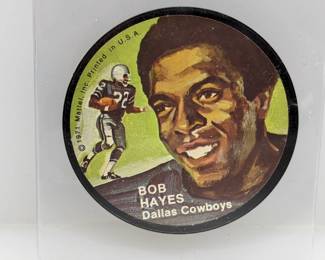 © 1971 Mattel, Inc. Printed in U.S.A.
22
BOB
HAYES
Dallas Cowboys